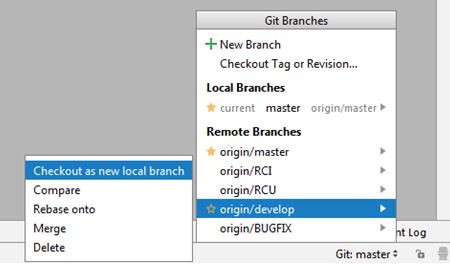 Git Branches
New Branch
Checkout Tag or Revision...
Local Branches
current master origin/master
Remote Branches
origin/master
origin/RCI
origin/RCU
origin/develop
origin/BUGFIX
Checkout as new local branch
Compare
Rebase onto
Merge
Delete
nt Log
Git: master